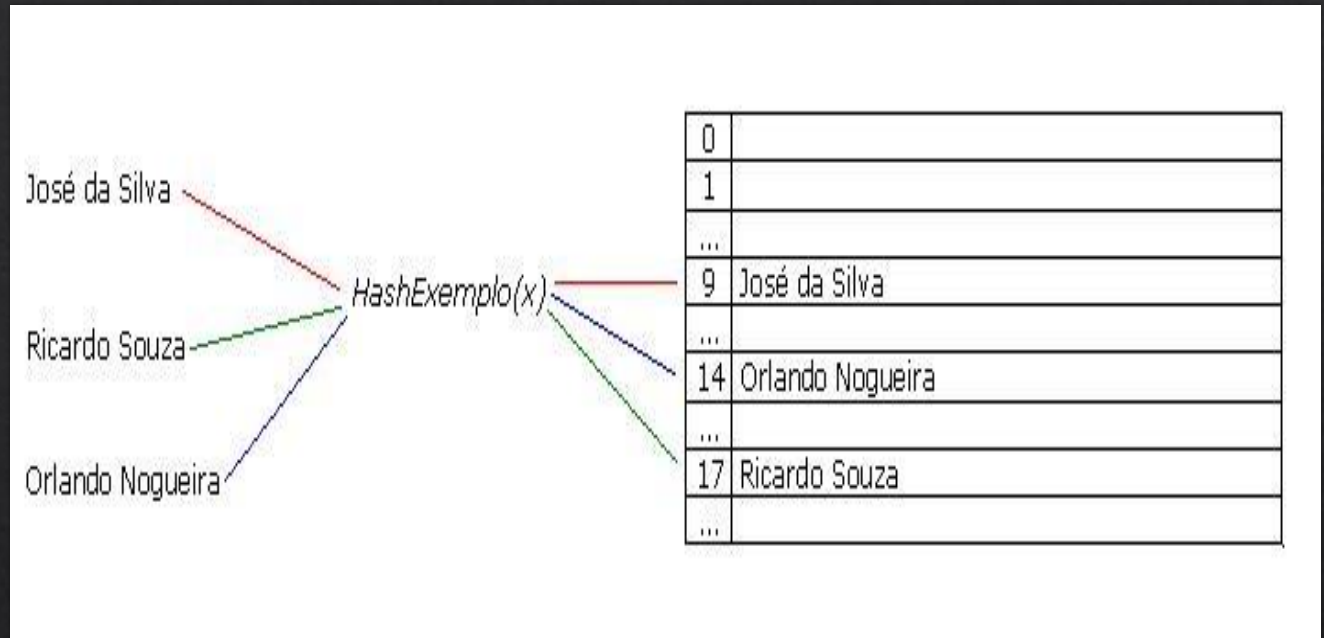 José da Silva
Ricardo Souza
Orlando Nogueira
HashExemplo(x)
0
1
...
9 José da Silva
...
14 Orlando Nogueira
...
17 Ricardo Souza
...